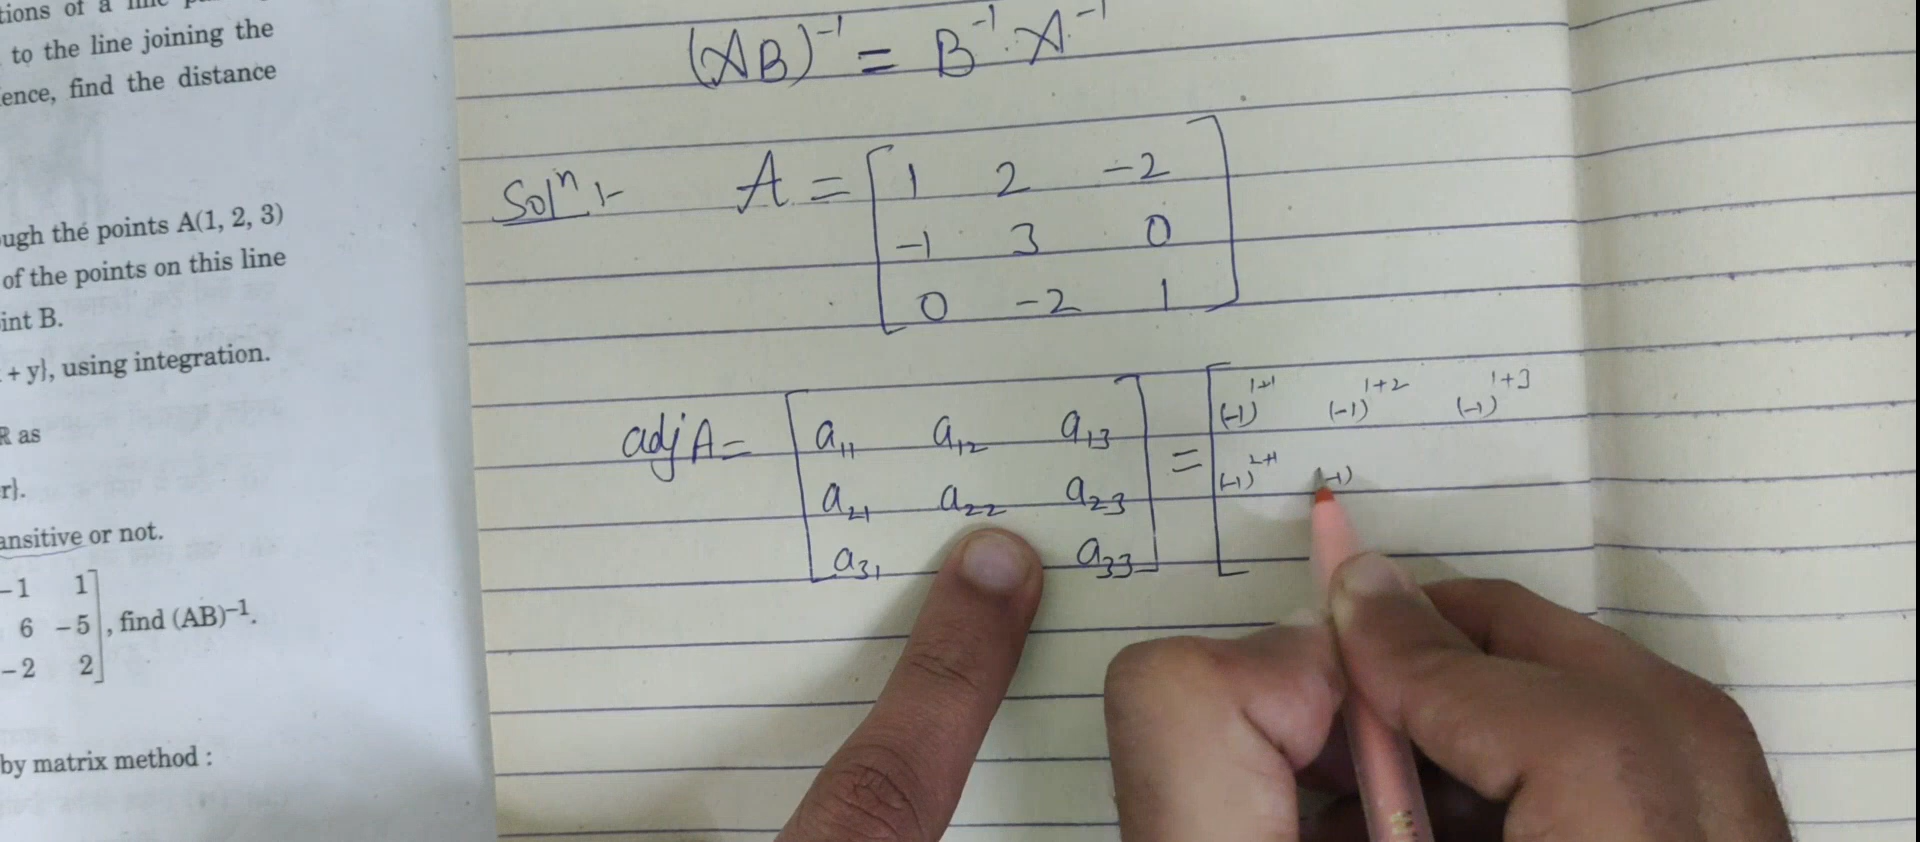 tions of a
to the line joining the
ence, find the distance
ugh the points A(1, 2, 3)
of the points on this line
int B.
+ y}, using integration.
R as
r}.
ansitive or not.
-1 1
6 -5 , find (AB)⁻¹.
-2 2
by matrix method :
(AB)⁻¹ = B⁻¹. A⁻¹
Solⁿ :- A = [1 2 -2
-1 3 0
0 -2 1]
adj A = [a₁₁ a₁₂ a₁₃ = [(-1)¹⁺¹ (-1)¹⁺² (-1)¹⁺³
a₂₁ a₂₂ a₂₃ (-1)²⁺¹ -1)
a₃₁ a₃₃]